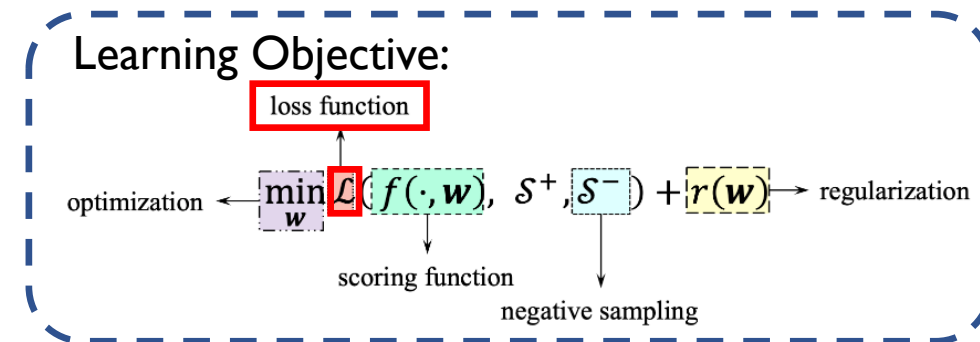 Learning Objective:
loss function
optimization
min ℒ(f(·, w), 𝒮⁺, 𝒮⁻) + r(w)
w
regularization
scoring function
negative sampling